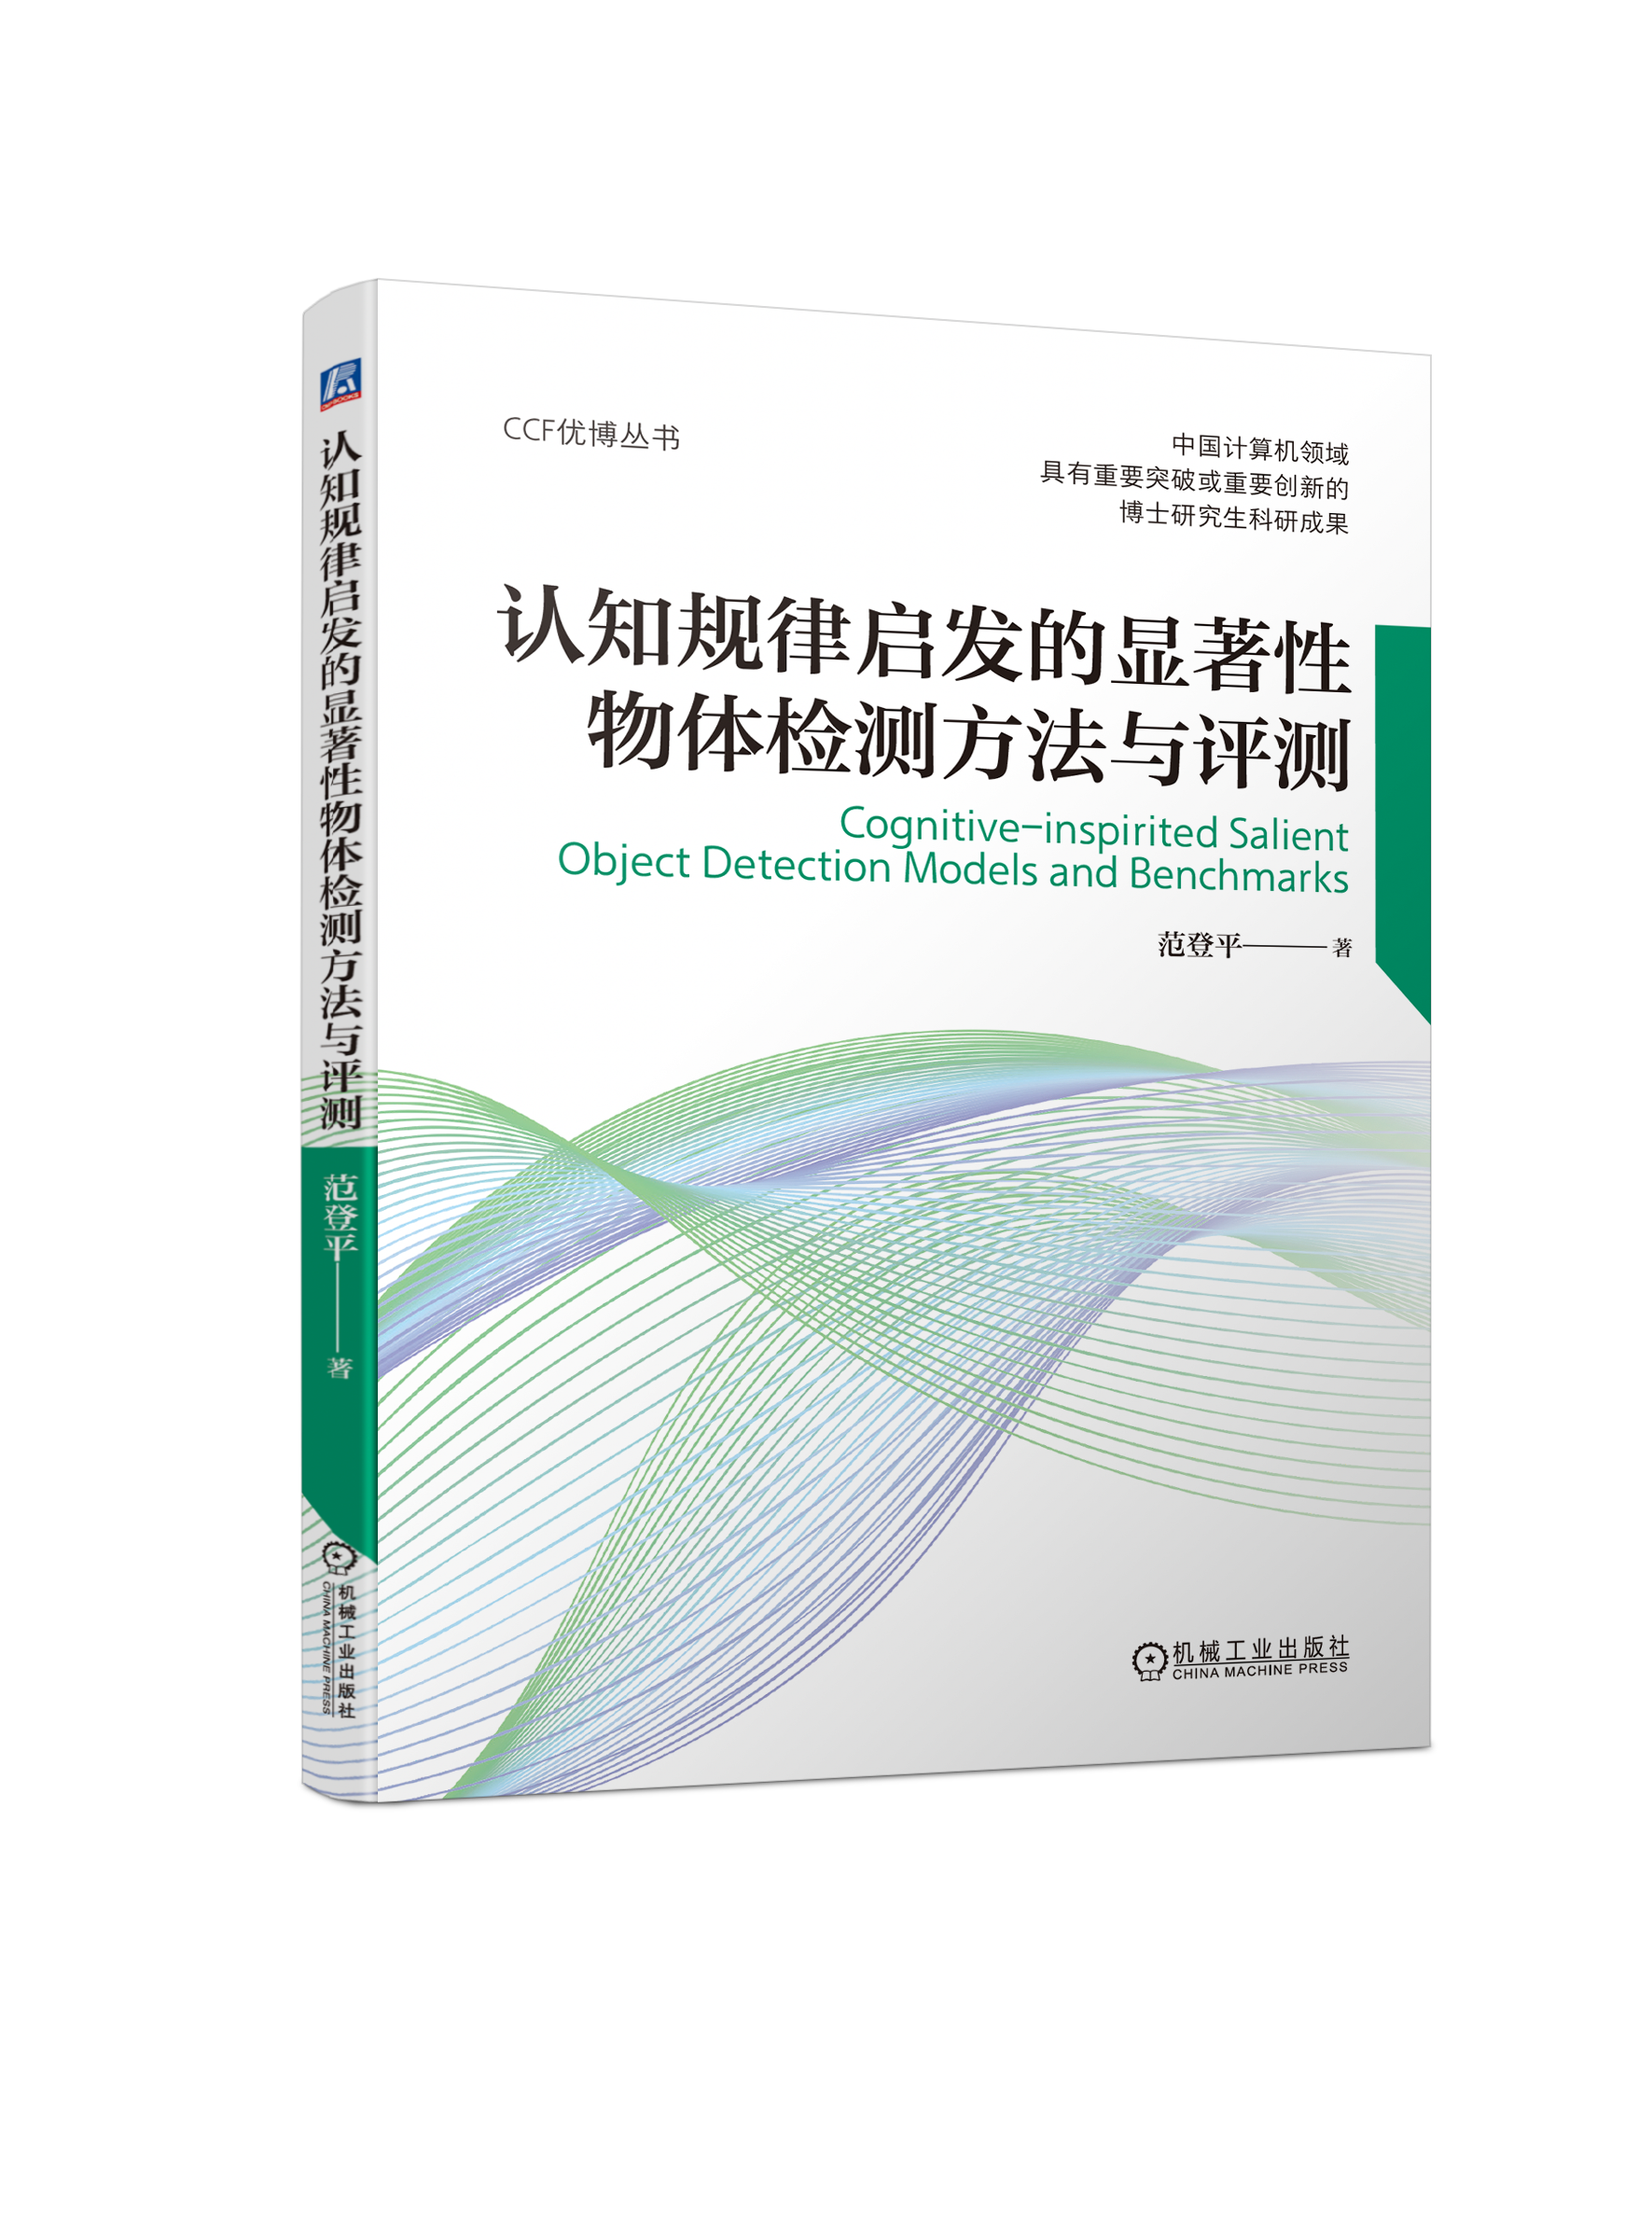 CCF优博丛书
中国计算机领域
具有重要突破或重要创新的
博士研究生科研成果
认知规律启发的显著性
物体检测方法与评测
Cognitive-inspirited Salient
Object Detection Models and Benchmarks
范登平——著
机械工业出版社
CHINA MACHINE PRESS
认知规律启发的显著性物体检测方法与评测
范登平——著
机械工业出版社
CHINA MACHINE PRESS